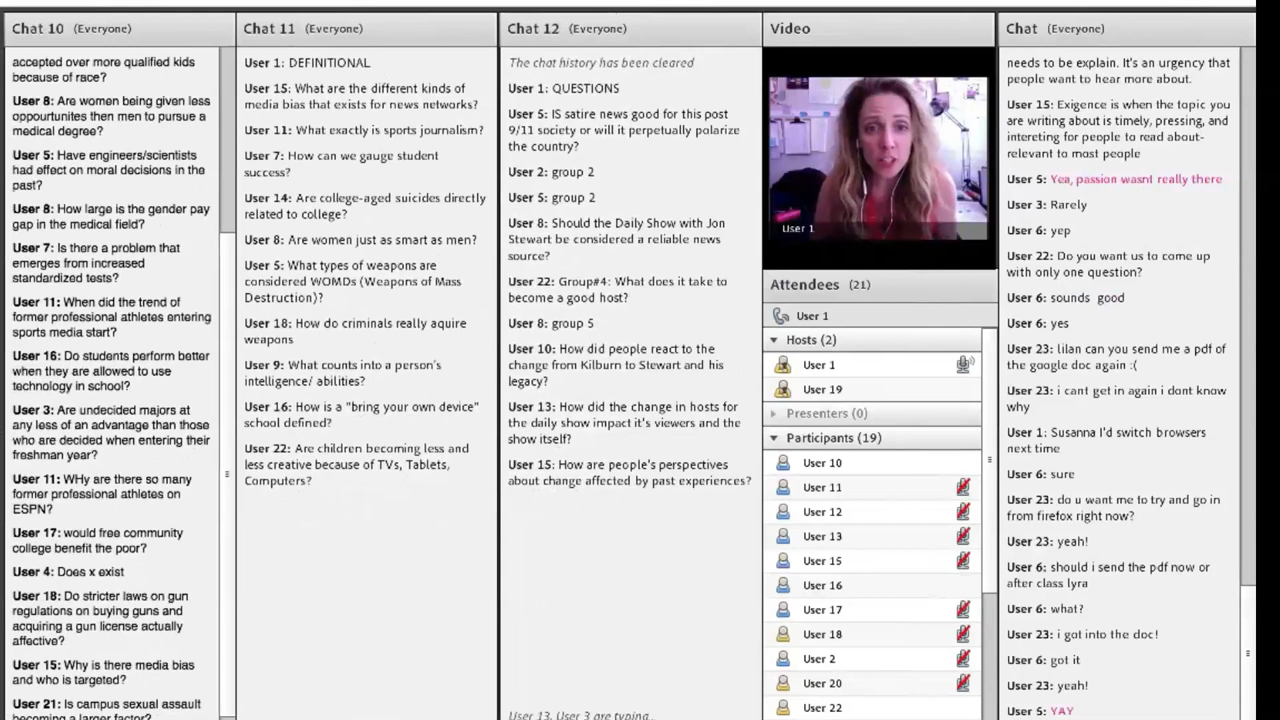 Chat 10 (Everyone)
accepted over more qualified kids
because of race?
User 8: Are women being given less
oppourtunites then men to pursue a
medical degree?
User 5: Have engineers/scientists
had effect on moral decisions in the
past?
User 8: How large is the gender pay
gap in the medical field?
User 7: Is there a problem that
emerges from increased
standardized tests?
User 11: When did the trend of
former professional athletes entering
sports media start?
User 16: Do students perform better
when they are allowed to use
technology in school?
User 3: Are undecided majors at
any less of an advantage than those
who are decided when entering their
freshman year?
User 11: WHy are there so many
former professional athletes on
ESPN?
User 17: would free community
college benefit the poor?
User 4: Does x exist
User 18: Do stricter laws on gun
regulations on buying guns and
acquiring a gun license actually
affective?
User 15: Why is there media bias
and who is targeted?
User 21: Is campus sexual assault
becoming a larger factor?
Chat 11 (Everyone)
User 1: DEFINITIONAL
User 15: What are the different kinds of
media bias that exists for news networks?
User 11: What exactly is sports journalism?
User 7: How can we gauge student
success?
User 14: Are college-aged suicides directly
related to college?
User 8: Are women just as smart as men?
User 5: What types of weapons are
considered WOMDs (Weapons of Mass
Destruction)?
User 18: How do criminals really aquire
weapons
User 9: What counts into a person's
intelligence/ abilities?
User 16: How is a "bring your own device"
school defined?
User 22: Are children becoming less and
less creative because of TVs, Tablets,
Computers?
Chat 12 (Everyone)
The chat history has been cleared
User 1: QUESTIONS
User 5: IS satire news good for this post
9/11 society or will it perpetually polarize
the country?
User 2: group 2
User 5: group 2
User 8: Should the Daily Show with Jon
Stewart be considered a reliable news
source?
User 22: Group#4: What does it take to
become a good host?
User 8: group 5
User 10: How did people react to the
change from Kilburn to Stewart and his
legacy?
User 13: How did the change in hosts for
the daily show impact it's viewers and the
show itself?
User 15: How are people's perspectives
about change affected by past experiences?
User 13, User 3 are typing...
Video
User 1
Attendees (21)
User 1
Hosts (2)
User 1
User 19
Presenters (0)
Participants (19)
User 10
User 11
User 12
User 13
User 15
User 16
User 17
User 18
User 2
User 20
User 22
Chat (Everyone)
needs to be explain. It's an urgency that
people want to hear more about.
User 15: Exigence is when the topic you
are writing about is timely, pressing, and
intereting for people to read about-
relevant to most people
User 5: Yea, passion wasnt really there
User 3: Rarely
User 6: yep
User 22: Do you want us to come up
with only one question?
User 6: sounds good
User 6: yes
User 23: lilan can you send me a pdf of
the google doc again :(
User 23: i cant get in again i dont know
why
User 1: Susanna I'd switch browsers
next time
User 6: sure
User 23: do u want me to try and go in
from firefox right now?
User 23: yeah!
User 6: should i send the pdf now or
after class lyra
User 6: what?
User 23: i got into the doc!
User 6: got it
User 23: yeah!
User 5: YAY